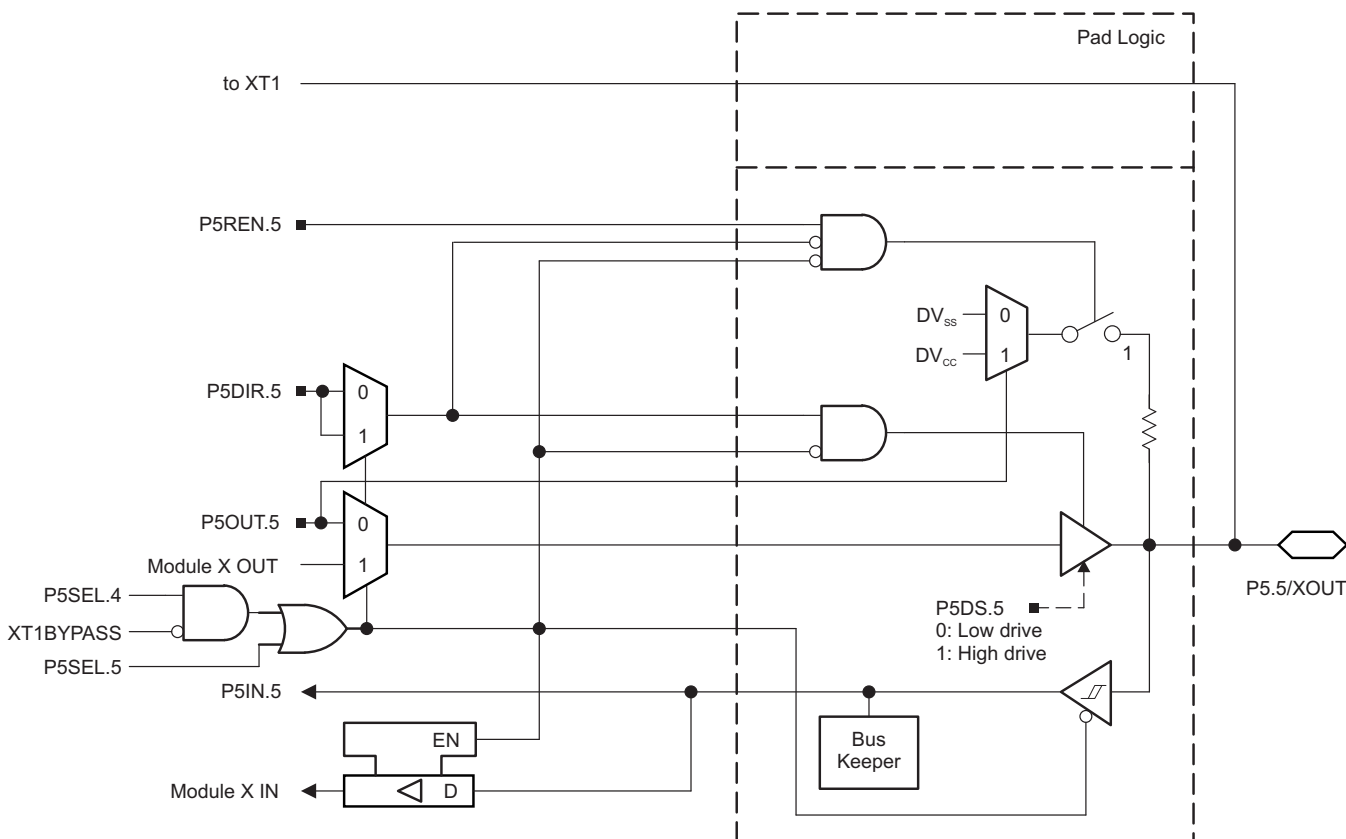 Pad Logic
to XT1
P5REN.5
DVSS
0
DVCC
1
1
P5DIR.5
0
1
P5OUT.5
0
Module X OUT
1
P5SEL.4
XT1BYPASS
P5SEL.5
P5.5/XOUT
P5DS.5
0: Low drive
1: High drive
P5IN.5
EN
Bus
Keeper
Module X IN
D